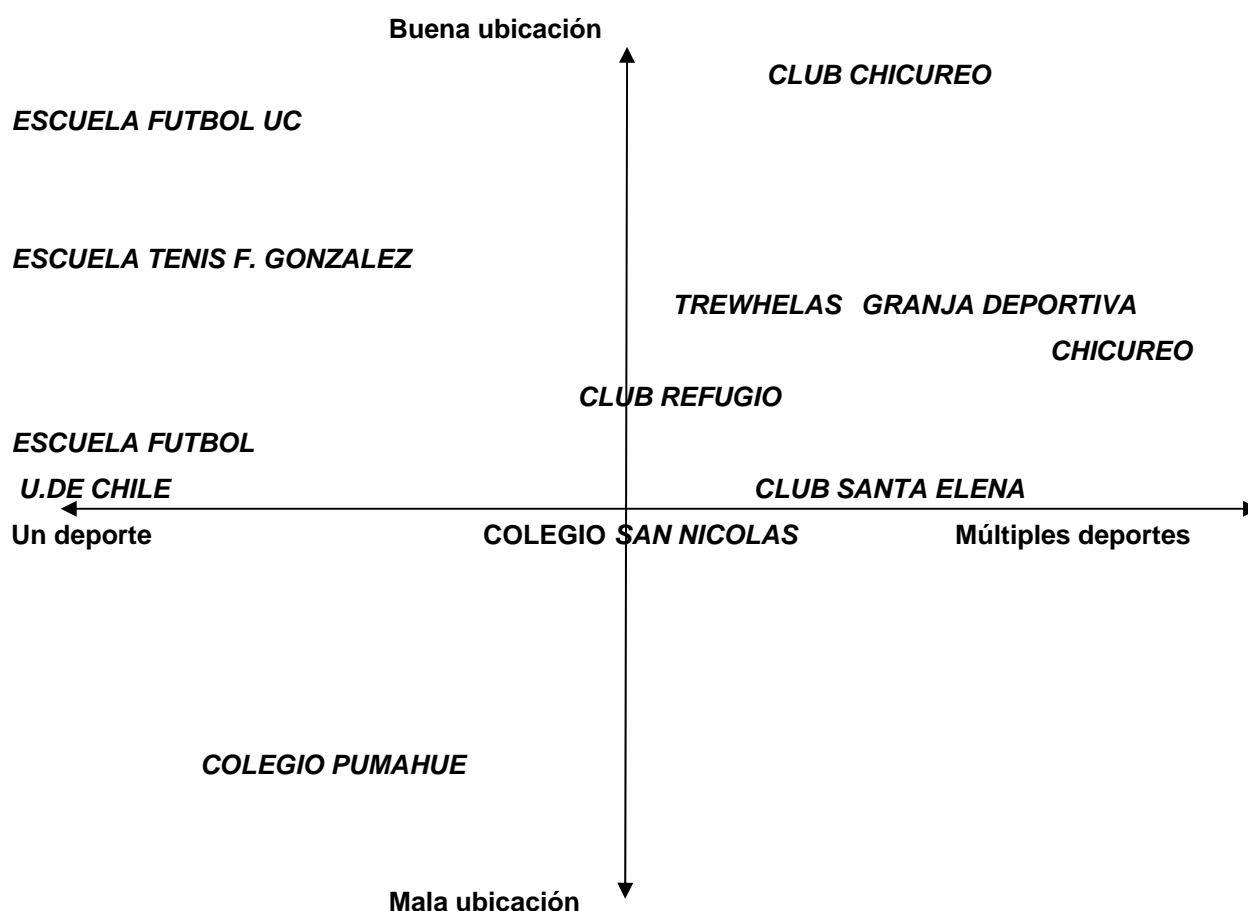 Buena ubicación
CLUB CHICUREO
ESCUELA FUTBOL UC
ESCUELA TENIS F. GONZALEZ
TREWHELAS GRANJA DEPORTIVA
CHICUREO
CLUB REFUGIO
ESCUELA FUTBOL
U.DE CHILE CLUB SANTA ELENA
Un deporte COLEGIO SAN NICOLAS Múltiples deportes
COLEGIO PUMAHUE
Mala ubicación